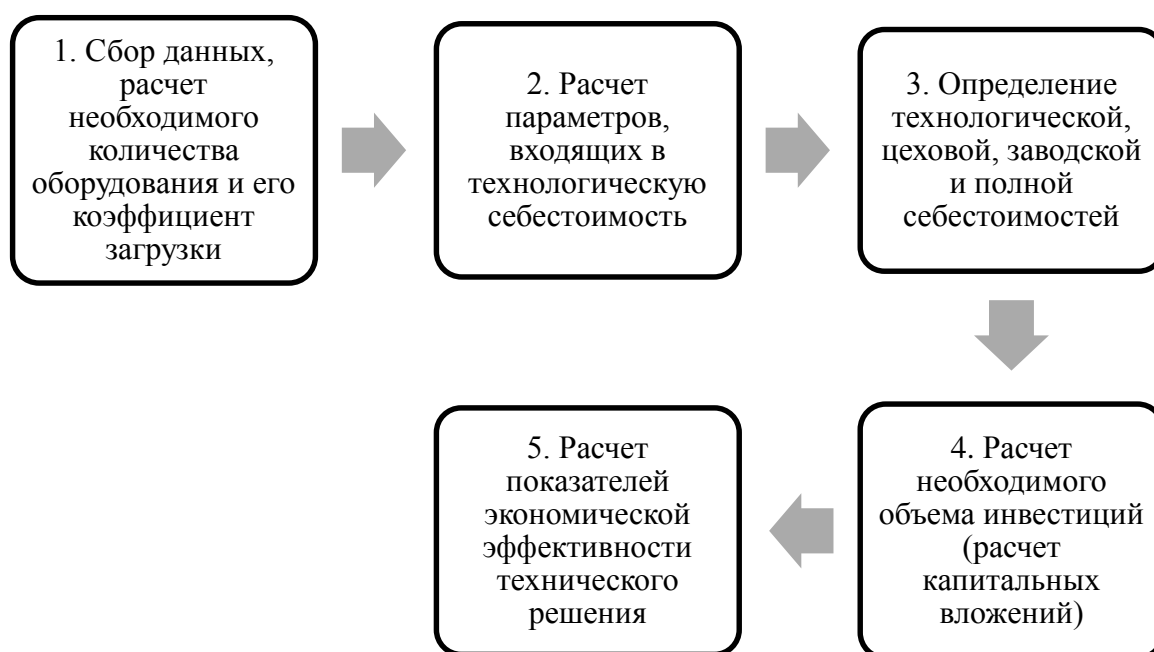 1. Сбор данных,
расчет
необходимого
количества
оборудования и его
коэффициент
загрузки
2. Расчет
параметров,
входящих в
технологическую
себестоимость
3. Определение
технологической,
цеховой, заводской
и полной
себестоимостей
4. Расчет
необходимого
объема инвестиций
(расчет
капитальных
вложений)
5. Расчет
показателей
экономической
эффективности
технического
решения